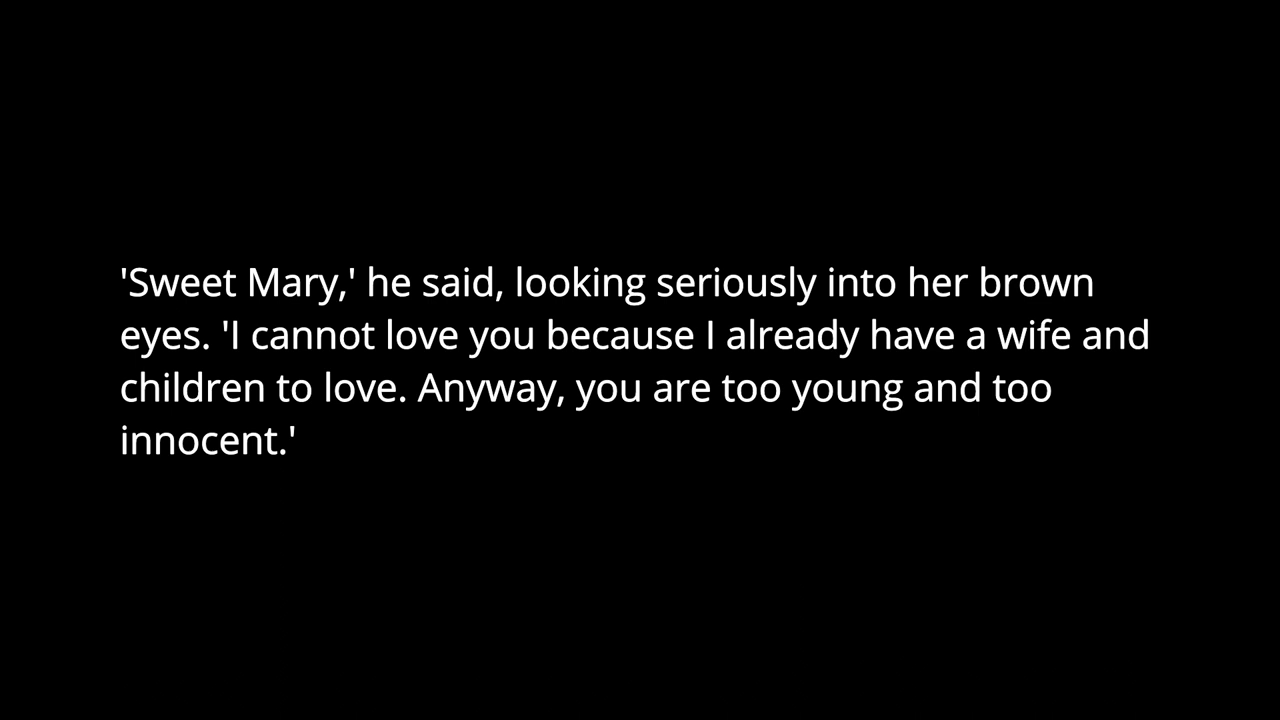 'Sweet Mary,' he said, looking seriously into her brown
eyes. 'I cannot love you because I already have a wife and
children to love. Anyway, you are too young and too
innocent.'